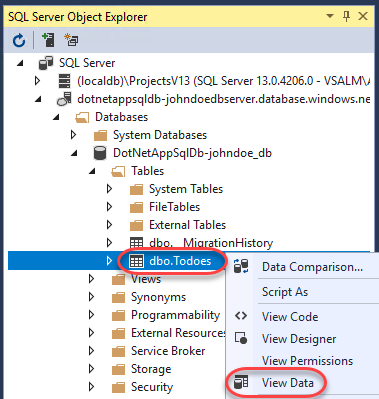 SQL Server Object Explorer
SQL Server
(localdb)\ProjectsV13 (SQL Server 13.0.4206.0 - VSALM\A
dotnetappsqldb-johndoedbserver.database.windows.ne
Databases
System Databases
DotNetAppSqlDb-johndoe_db
Tables
System Tables
FileTables
External Tables
dbo.__MigrationHistory
dbo.Todoes
Views
Synonyms
Programmability
External Resources
Service Broker
Storage
Security
Data Comparison...
Script As
View Code
View Designer
View Permissions
View Data